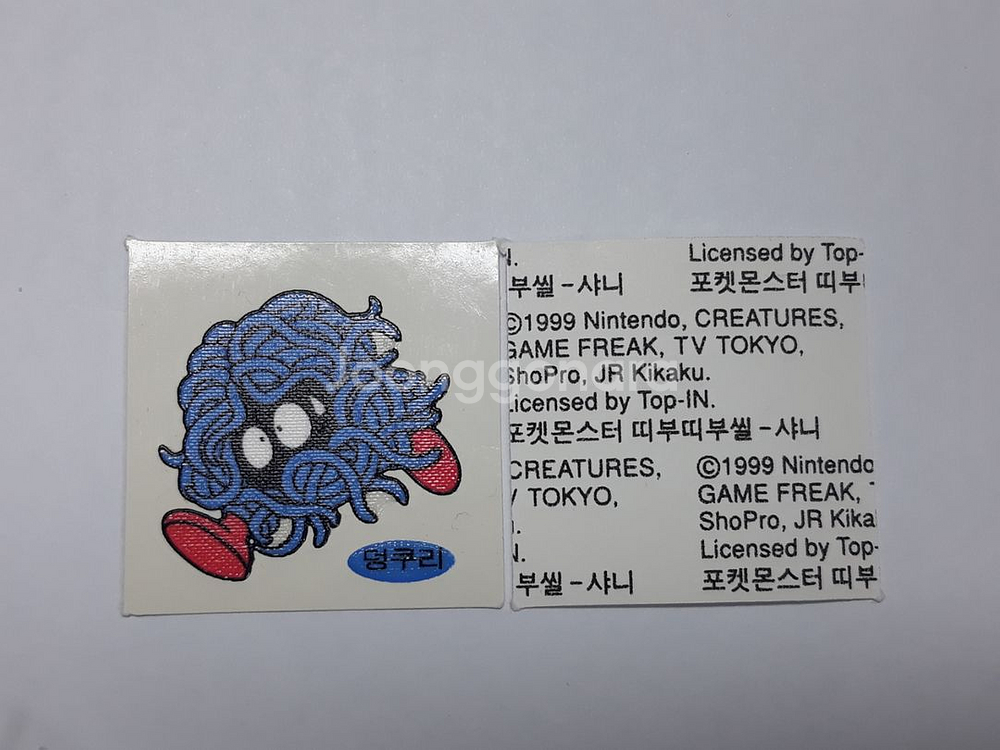 덩쿠리
Joonggonara
N. Licensed by Top-
부씰-샤니 포켓몬스터 띠부
©1999 Nintendo, CREATURES,
GAME FREAK, TV TOKYO,
ShoPro, JR Kikaku.
Licensed by Top-IN.
포켓몬스터 띠부띠부씰-샤니
CREATURES, ©1999 Nintendo
V TOKYO, GAME FREAK,
ShoPro, JR Kika
N. Licensed by Top-
부씰-샤니 포켓몬스터 띠부